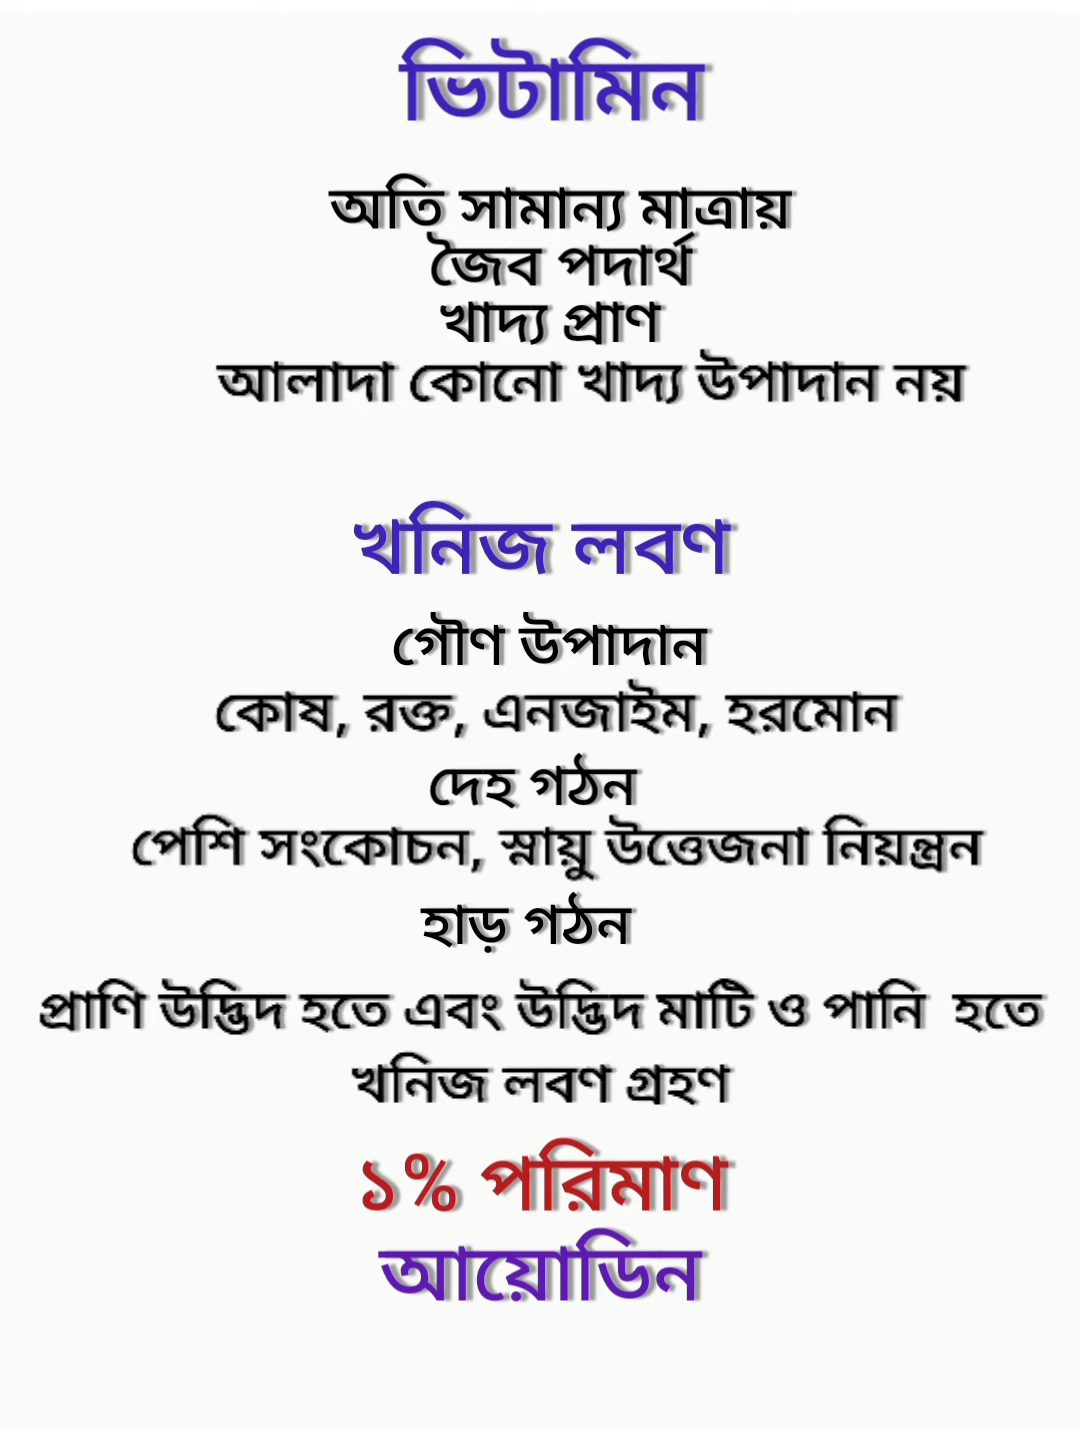 ভিটামিন
অতি সামান্য মাত্রায়
জৈব পদার্থ
খাদ্য প্রাণ
আলাদা কোনো খাদ্য উপাদান নয়
খনিজ লবণ
গৌণ উপাদান
কোষ, রক্ত, এনজাইম, হরমোন
দেহ গঠন
পেশি সংকোচন, স্নায়ু উত্তেজনা নিয়ন্ত্রন
হাড় গঠন
প্রাণি উদ্ভিদ হতে এবং উদ্ভিদ মাটি ও পানি হতে
খনিজ লবণ গ্রহণ
১% পরিমাণ
আয়োডিন